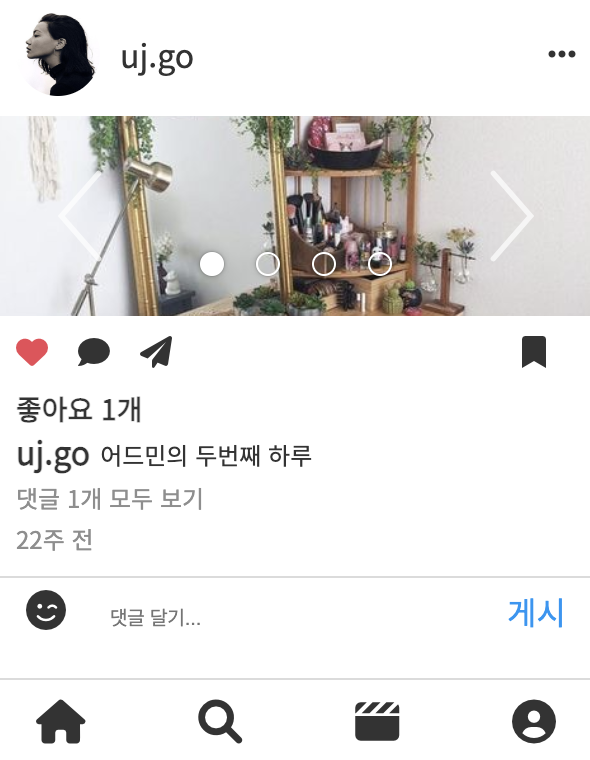 uj.go
좋아요 1개
uj.go 어드민의 두번째 하루
댓글 1개 모두 보기
22주 전
댓글 달기...
게시